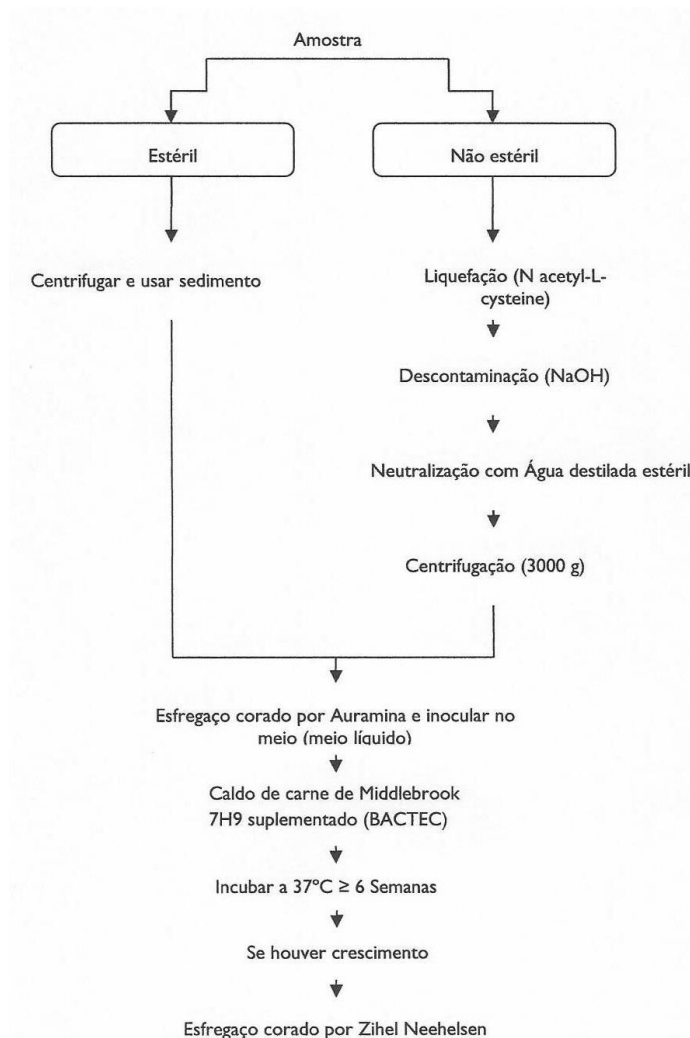 Amostra
Estéril
Não estéril
Centrifugar e usar sedimento
Liquefação (N acetyl-L-
cysteine)
Descontaminação (NaOH)
Neutralização com Água destilada estéril
Centrifugação (3000 g)
Esfregaço corado por Auramina e inocular no
meio (meio líquido)
Caldo de carne de Middlebrook
7H9 suplementado (BACTEC)
Incubar a 37ºC ≥ 6 Semanas
Se houver crescimento
Esfregaço corado por Zihel Neehelsen